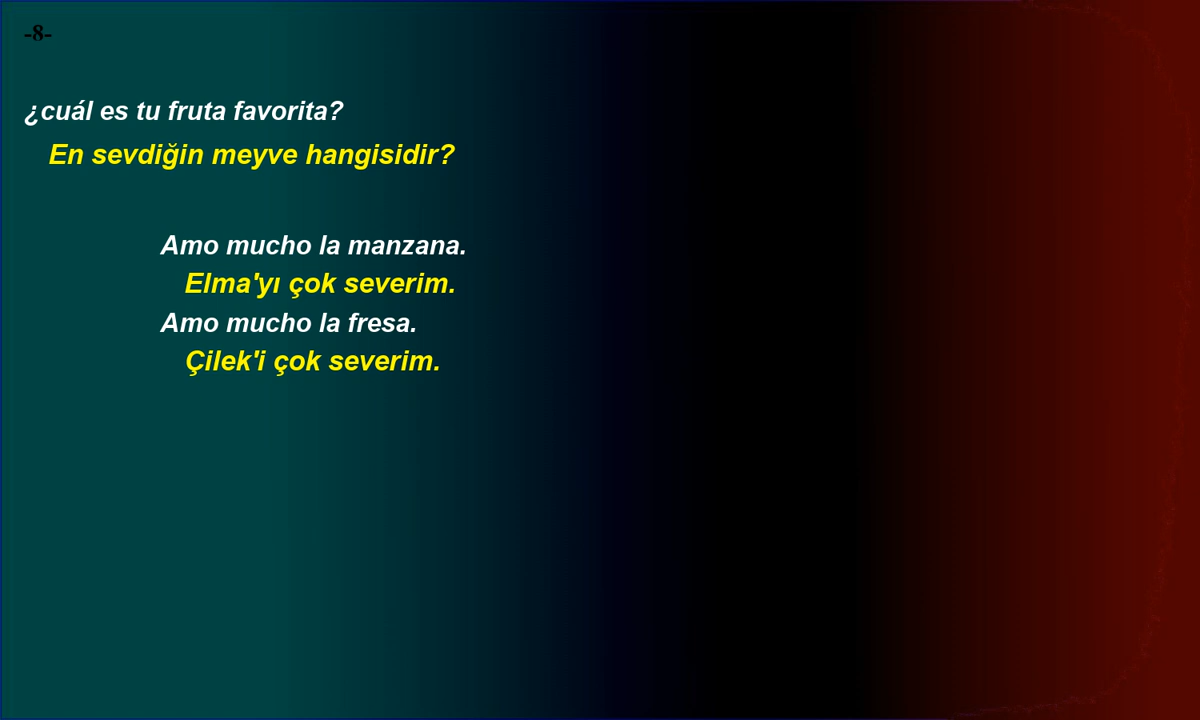 -8-
¿cuál es tu fruta favorita?
En sevdiğin meyve hangisidir?
Amo mucho la manzana.
Elma'yı çok severim.
Amo mucho la fresa.
Çilek'i çok severim.